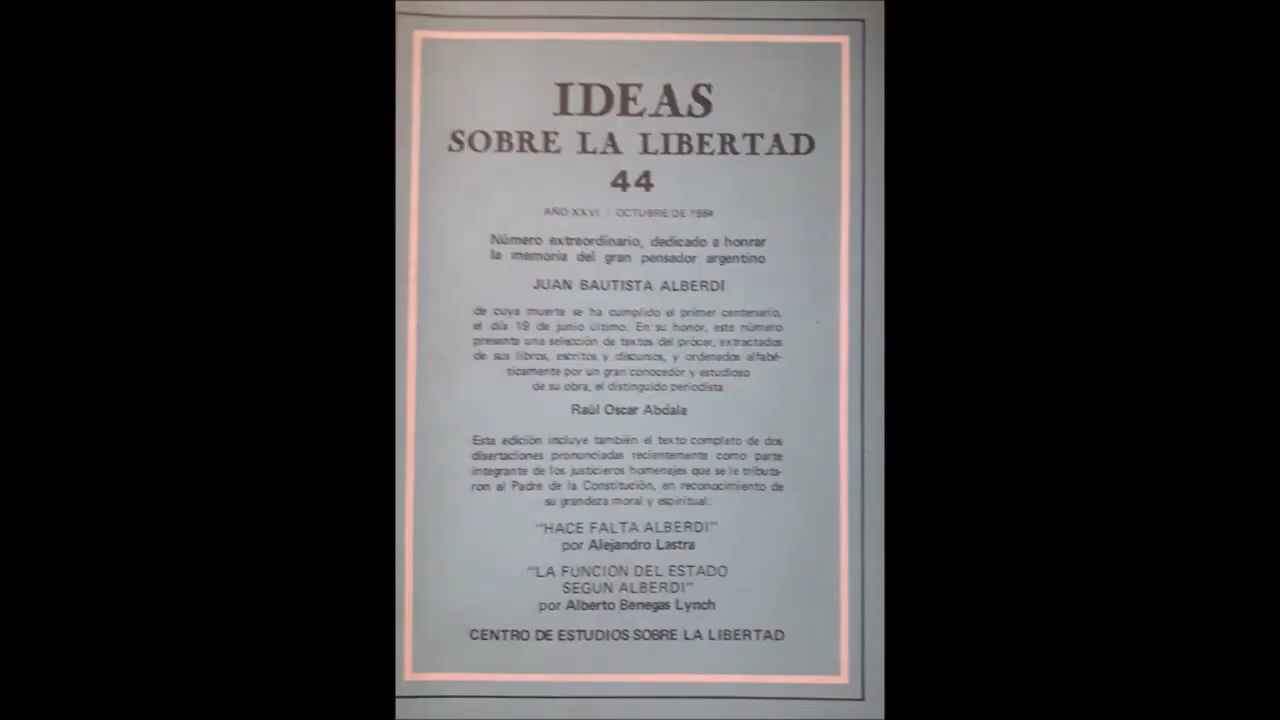 IDEAS
SOBRE LA LIBERTAD
44
AÑO XXVI / OCTUBRE DE 1984
Número extraordinario, dedicado a honrar
la memoria del gran pensador argentino
JUAN BAUTISTA ALBERDI
de cuya muerte se ha cumplido el primer centenario,
el día 19 de junio último. En su honor, este número
presenta una selección de textos del prócer, extractados
de sus libros, escritos y discursos, y ordenados alfabé-
ticamente por un gran conocedor y estudioso
de su obra, el distinguido periodista
Raúl Oscar Abdala
Esta edición incluye también el texto completo de dos
disertaciones pronunciadas recientemente como parte
integrante de los justicieros homenajes que se le tributa-
ron al Padre de la Constitución, en reconocimiento de
su grandeza moral y espiritual:
"HACE FALTA ALBERDI"
por Alejandro Lastra
"LA FUNCION DEL ESTADO
SEGUN ALBERDI"
por Alberto Benegas Lynch
CENTRO DE ESTUDIOS SOBRE LA LIBERTAD